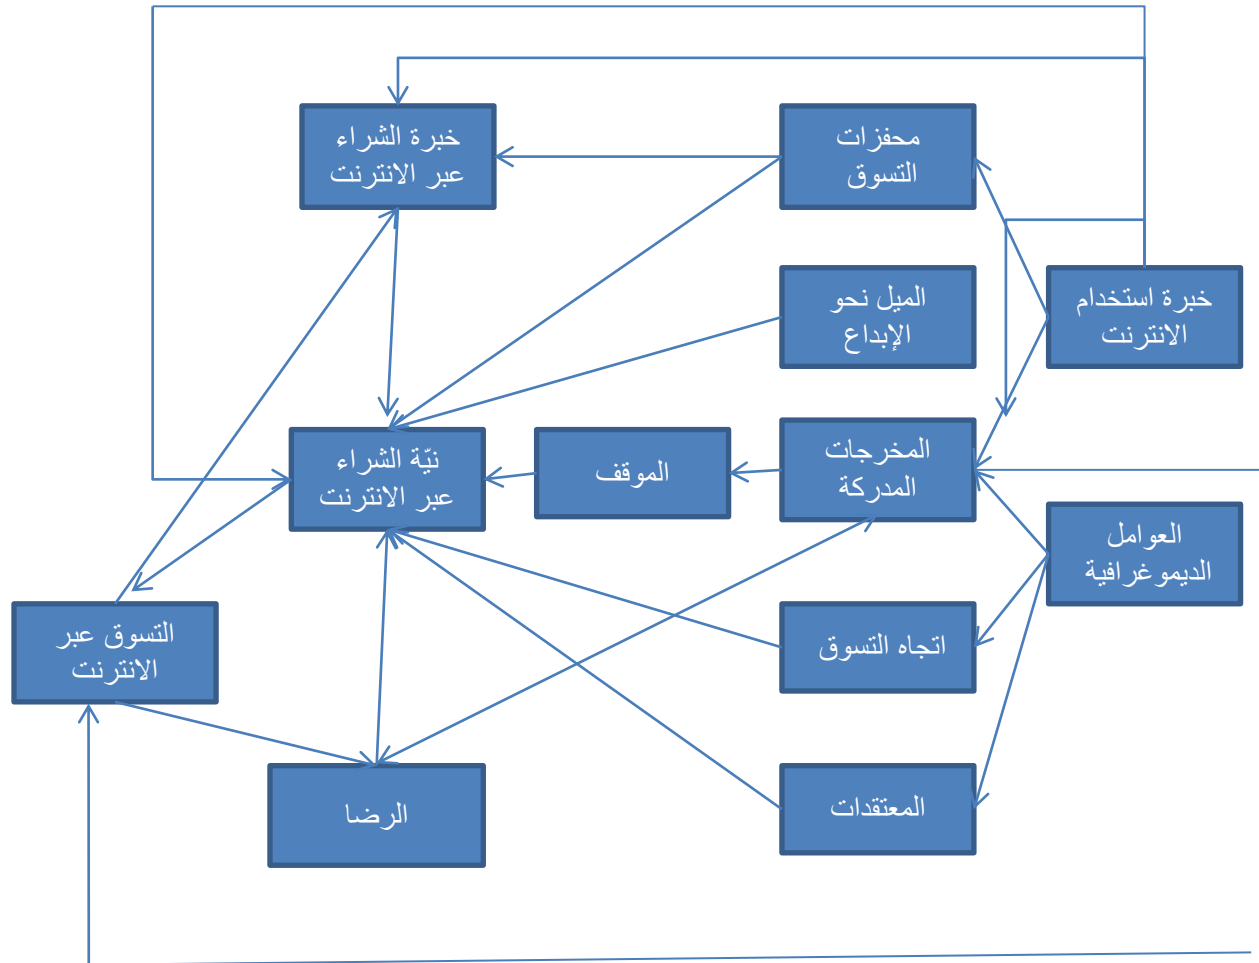 خبرة الشراء
عبر الانترنت
محفزات
التسوق
الميل نحو
الإبداع
خبرة استخدام
الانترنت
نيّة الشراء
عبر الانترنت
الموقف
المخرجات
المدركة
العوامل
الديموغرافية
التسوق عبر
الانترنت
اتجاه التسوق
الرضا
المعتقدات